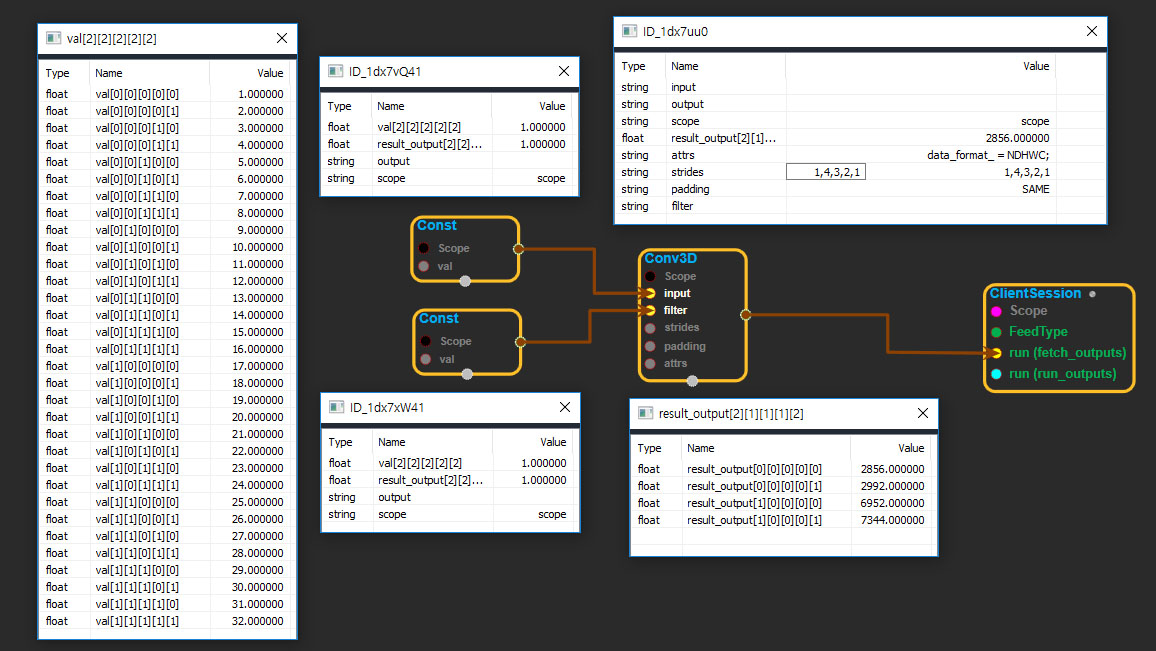 val[2][2][2][2][2]
Type Name Value
float val[0][0][0][0][0] 1.000000
float val[0][0][0][0][1] 2.000000
float val[0][0][0][1][0] 3.000000
float val[0][0][0][1][1] 4.000000
float val[0][0][1][0][0] 5.000000
float val[0][0][1][0][1] 6.000000
float val[0][0][1][1][0] 7.000000
float val[0][0][1][1][1] 8.000000
float val[0][1][0][0][0] 9.000000
float val[0][1][0][0][1] 10.000000
float val[0][1][0][1][0] 11.000000
float val[0][1][0][1][1] 12.000000
float val[0][1][1][0][0] 13.000000
float val[0][1][1][0][1] 14.000000
float val[0][1][1][1][0] 15.000000
float val[0][1][1][1][1] 16.000000
float val[1][0][0][0][0] 17.000000
float val[1][0][0][0][1] 18.000000
float val[1][0][0][1][0] 19.000000
float val[1][0][0][1][1] 20.000000
float val[1][0][1][0][0] 21.000000
float val[1][0][1][0][1] 22.000000
float val[1][0][1][1][0] 23.000000
float val[1][0][1][1][1] 24.000000
float val[1][1][0][0][0] 25.000000
float val[1][1][0][0][1] 26.000000
float val[1][1][0][1][0] 27.000000
float val[1][1][0][1][1] 28.000000
float val[1][1][1][0][0] 29.000000
float val[1][1][1][0][1] 30.000000
float val[1][1][1][1][0] 31.000000
float val[1][1][1][1][1] 32.000000
ID_1dx7vQ41
Type Name Value
float val[2][2][2][2][2] 1.000000
float result_output[2][2]... 1.000000
string output
string scope scope
ID_1dx7uu0
Type Name Value
string input
string output
string scope scope
float result_output[2][1]... 2856.000000
string attrs data_format_ = NDHWC;
string strides 1,4,3,2,1 1,4,3,2,1
string padding SAME
string filter
Const
Scope
val
Const
Scope
val
Conv3D
Scope
input
filter
strides
padding
attrs
ClientSession
Scope
FeedType
run (fetch_outputs)
run (run_outputs)
ID_1dx7xW41
Type Name Value
float val[2][2][2][2][2] 1.000000
float result_output[2][2]... 1.000000
string output
string scope scope
result_output[2][1][1][1][2]
Type Name Value
float result_output[0][0][0][0][0] 2856.000000
float result_output[0][0][0][0][1] 2992.000000
float result_output[1][0][0][0][0] 6952.000000
float result_output[1][0][0][0][1] 7344.000000